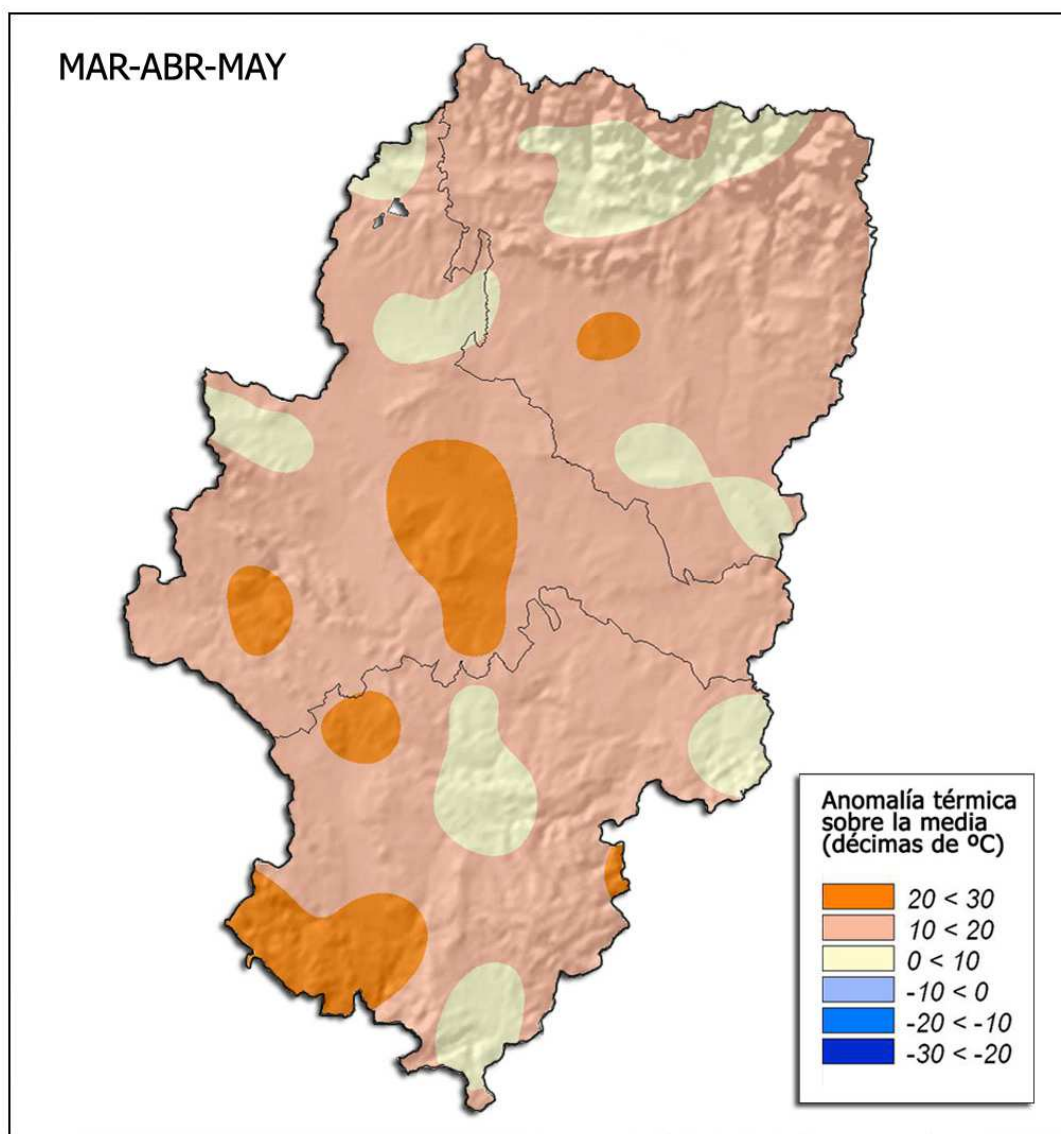 MAR-ABR-MAY
Anomalía térmica
sobre la media
(décimas de ºC)
20 < 30
10 < 20
0 < 10
-10 < 0
-20 < -10
-30 < -20